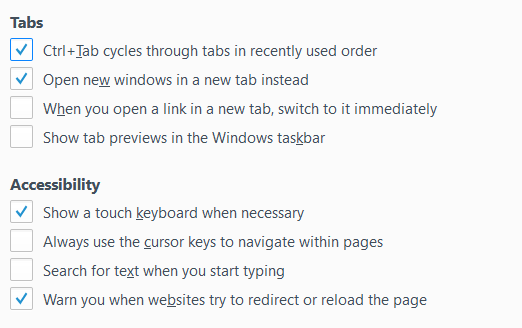 Tabs
Ctrl+Tab cycles through tabs in recently used order
Open new windows in a new tab instead
When you open a link in a new tab, switch to it immediately
Show tab previews in the Windows taskbar
Accessibility
Show a touch keyboard when necessary
Always use the cursor keys to navigate within pages
Search for text when you start typing
Warn you when websites try to redirect or reload the page